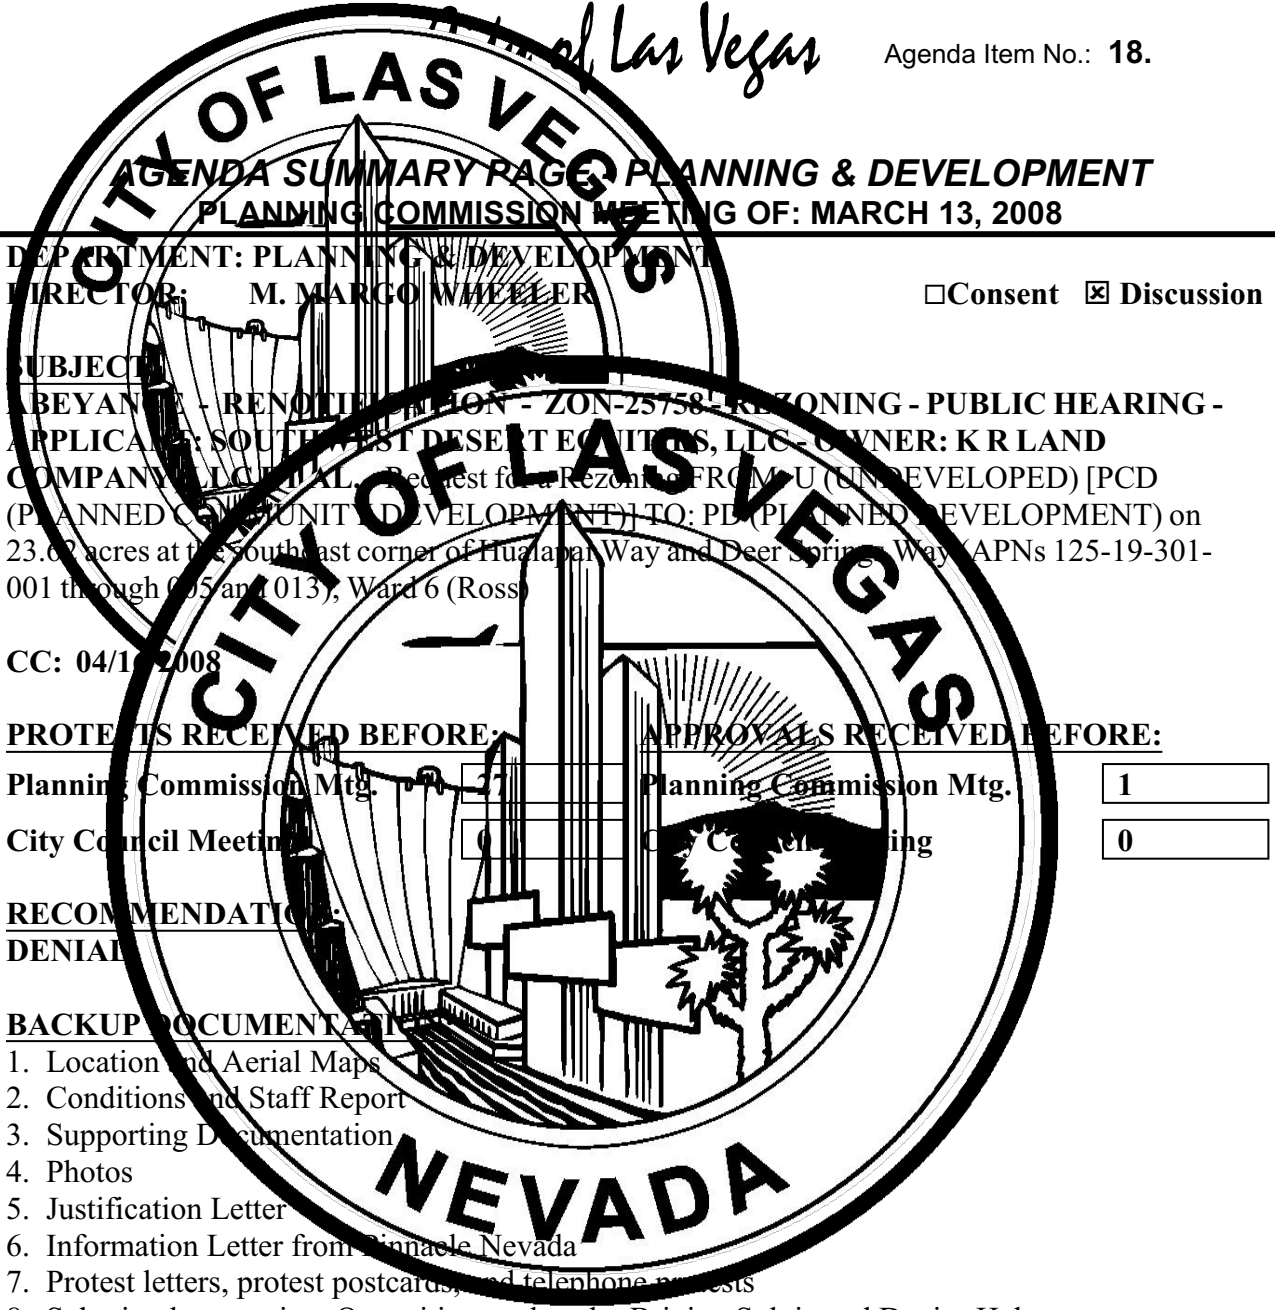 City of Las Vegas
Agenda Item No.: 18.
AGENDA SUMMARY PAGE - PLANNING & DEVELOPMENT
PLANNING COMMISSION MEETING OF: MARCH 13, 2008
DEPARTMENT: PLANNING & DEVELOPMENT
DIRECTOR: M. MARGO WHEELER
☐Consent ☒ Discussion
SUBJECT:
ABEYANCE - RENOTIFICATION - ZON-25758 - REZONING - PUBLIC HEARING -
APPLICANT: SOUTHWEST DESERT EQUITIES, LLC - OWNER: K R LAND
COMPANY, LLC, ET AL. - Request for a Rezoning FROM: U (UNDEVELOPED) [PCD
(PLANNED COMMUNITY DEVELOPMENT)] TO: PD (PLANNED DEVELOPMENT) on
23.62 acres at the southeast corner of Hualapai Way and Deer Springs Way (APNs 125-19-301-
001 through 005 and 013), Ward 6 (Ross)
CC: 04/16/2008
PROTESTS RECEIVED BEFORE:
APPROVALS RECEIVED BEFORE:
Planning Commission Mtg. 27
Planning Commission Mtg. 1
City Council Meeting 0
City Council Meeting 0
RECOMMENDATION:
DENIAL
BACKUP DOCUMENTATION:
1. Location and Aerial Maps
2. Conditions and Staff Report
3. Supporting Documentation
4. Photos
5. Justification Letter
6. Information Letter from Pinnacle Nevada
7. Protest letters, protest postcards, and telephone protests
CITY OF LAS VEGAS
CITY OF LAS VEGAS
NEVADA